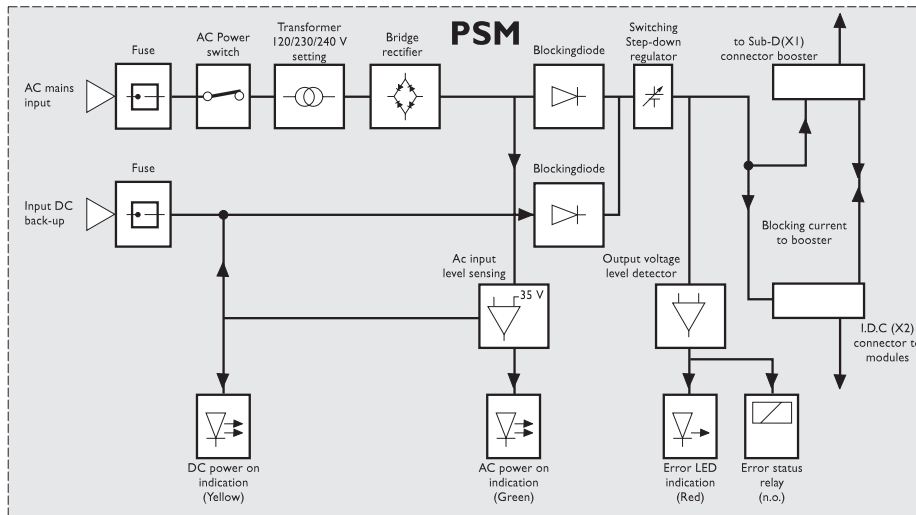 PSM
Fuse
AC Power
switch
Transformer
120/230/240 V
setting
Bridge
rectifier
Blockingdiode
Switching
Step-down
regulator
to Sub-D(X1)
connector booster
AC mains
input
Fuse
Blockingdiode
Input DC
back-up
Blocking current
to booster
Ac input
level sensing
Output voltage
level detector
35 V
I.D.C (X2)
connector to
modules
DC power on
indication
(Yellow)
AC power on
indication
(Green)
Error LED
indication
(Red)
Error status
relay
(n.o.)